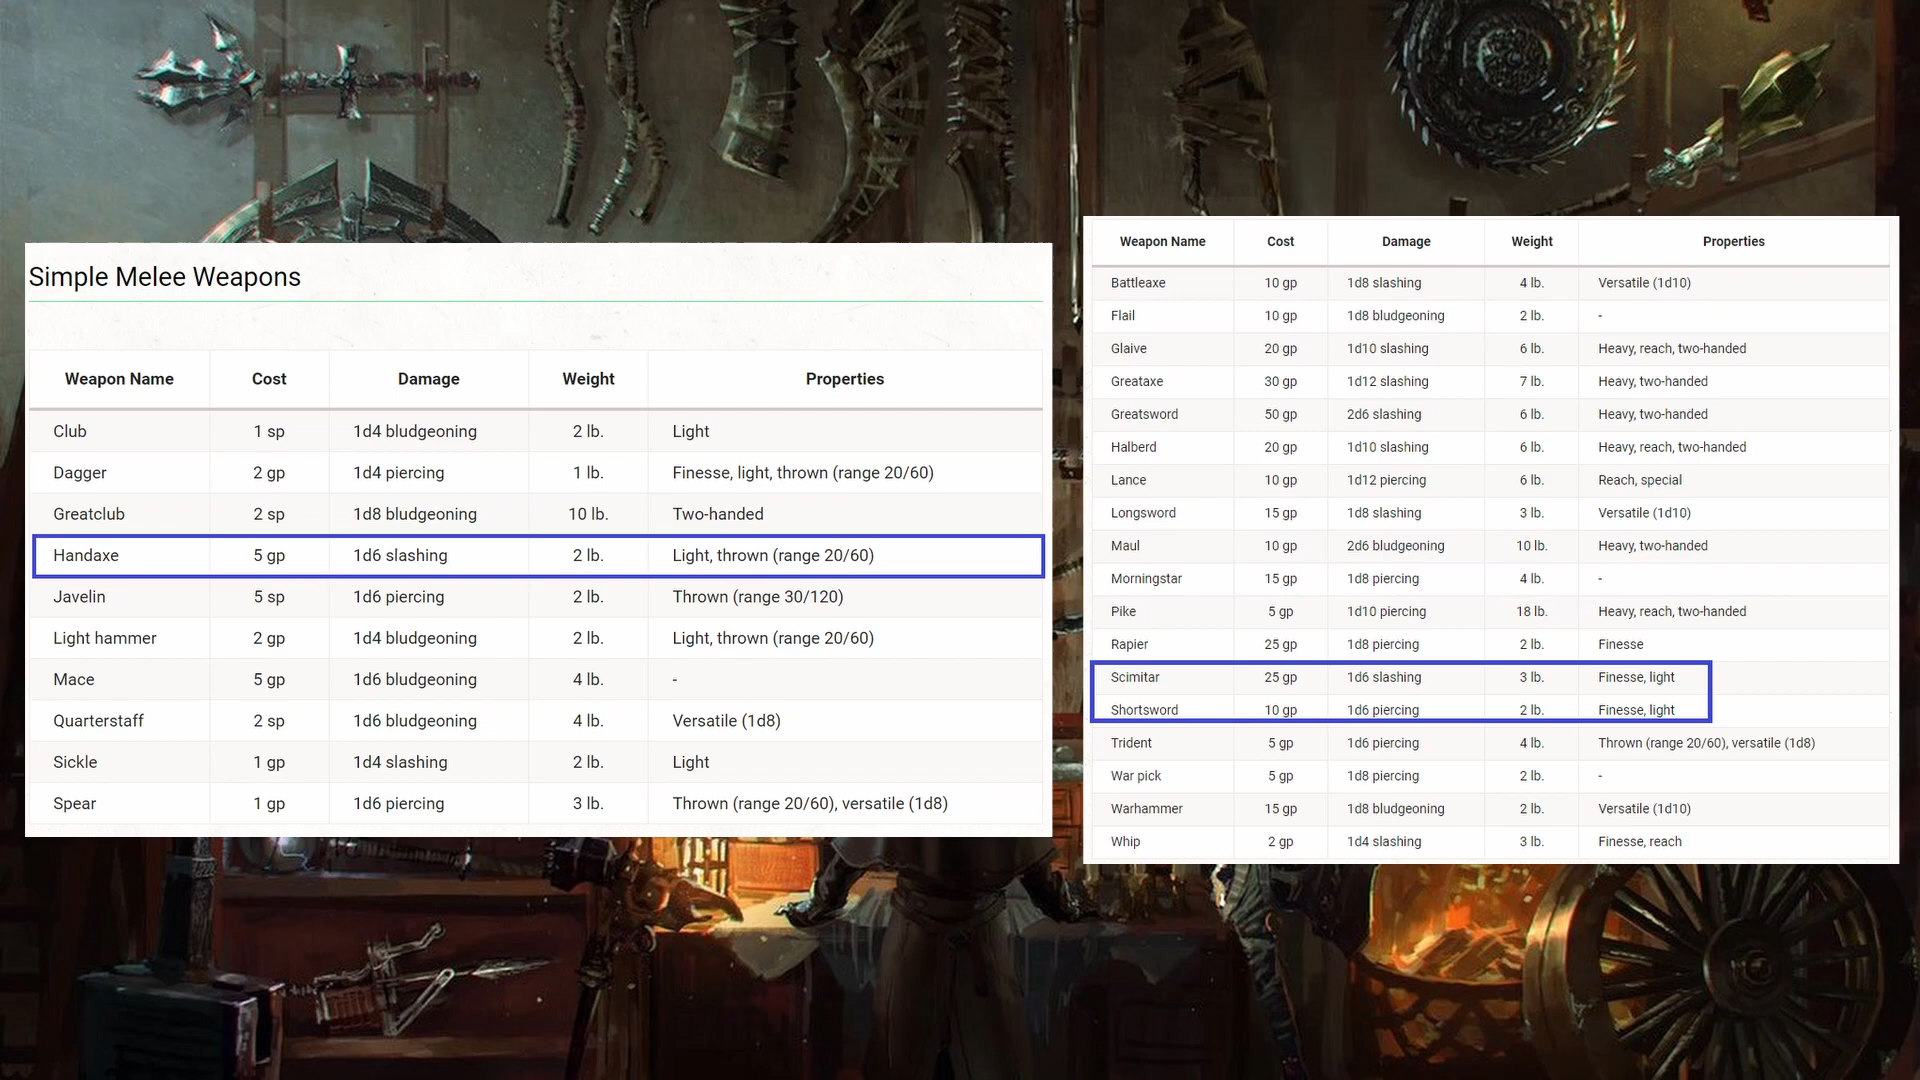 Simple Melee Weapons
Weapon Name Cost Damage Weight Properties
Club 1 sp 1d4 bludgeoning 2 lb. Light
Dagger 2 gp 1d4 piercing 1 lb. Finesse, light, thrown (range 20/60)
Greatclub 2 sp 1d8 bludgeoning 10 lb. Two-handed
Handaxe 5 gp 1d6 slashing 2 lb. Light, thrown (range 20/60)
Javelin 5 sp 1d6 piercing 2 lb. Thrown (range 30/120)
Light hammer 2 gp 1d4 bludgeoning 2 lb. Light, thrown (range 20/60)
Mace 5 gp 1d6 bludgeoning 4 lb. -
Quarterstaff 2 sp 1d6 bludgeoning 4 lb. Versatile (1d8)
Sickle 1 gp 1d4 slashing 2 lb. Light
Spear 1 gp 1d6 piercing 3 lb. Thrown (range 20/60), versatile (1d8)
Weapon Name Cost Damage Weight Properties
Battleaxe 10 gp 1d8 slashing 4 lb. Versatile (1d10)
Flail 10 gp 1d8 bludgeoning 2 lb. -
Glaive 20 gp 1d10 slashing 6 lb. Heavy, reach, two-handed
Greataxe 30 gp 1d12 slashing 7 lb. Heavy, two-handed
Greatsword 50 gp 2d6 slashing 6 lb. Heavy, two-handed
Halberd 20 gp 1d10 slashing 6 lb. Heavy, reach, two-handed
Lance 10 gp 1d12 piercing 6 lb. Reach, special
Longsword 15 gp 1d8 slashing 3 lb. Versatile (1d10)
Maul 10 gp 2d6 bludgeoning 10 lb. Heavy, two-handed
Morningstar 15 gp 1d8 piercing 4 lb. -
Pike 5 gp 1d10 piercing 18 lb. Heavy, reach, two-handed
Rapier 25 gp 1d8 piercing 2 lb. Finesse
Scimitar 25 gp 1d6 slashing 3 lb. Finesse, light
Shortsword 10 gp 1d6 piercing 2 lb. Finesse, light
Trident 5 gp 1d6 piercing 4 lb. Thrown (range 20/60), versatile (1d8)
War pick 5 gp 1d8 piercing 2 lb. -
Warhammer 15 gp 1d8 bludgeoning 2 lb. Versatile (1d10)
Whip 2 gp 1d4 slashing 3 lb. Finesse, reach